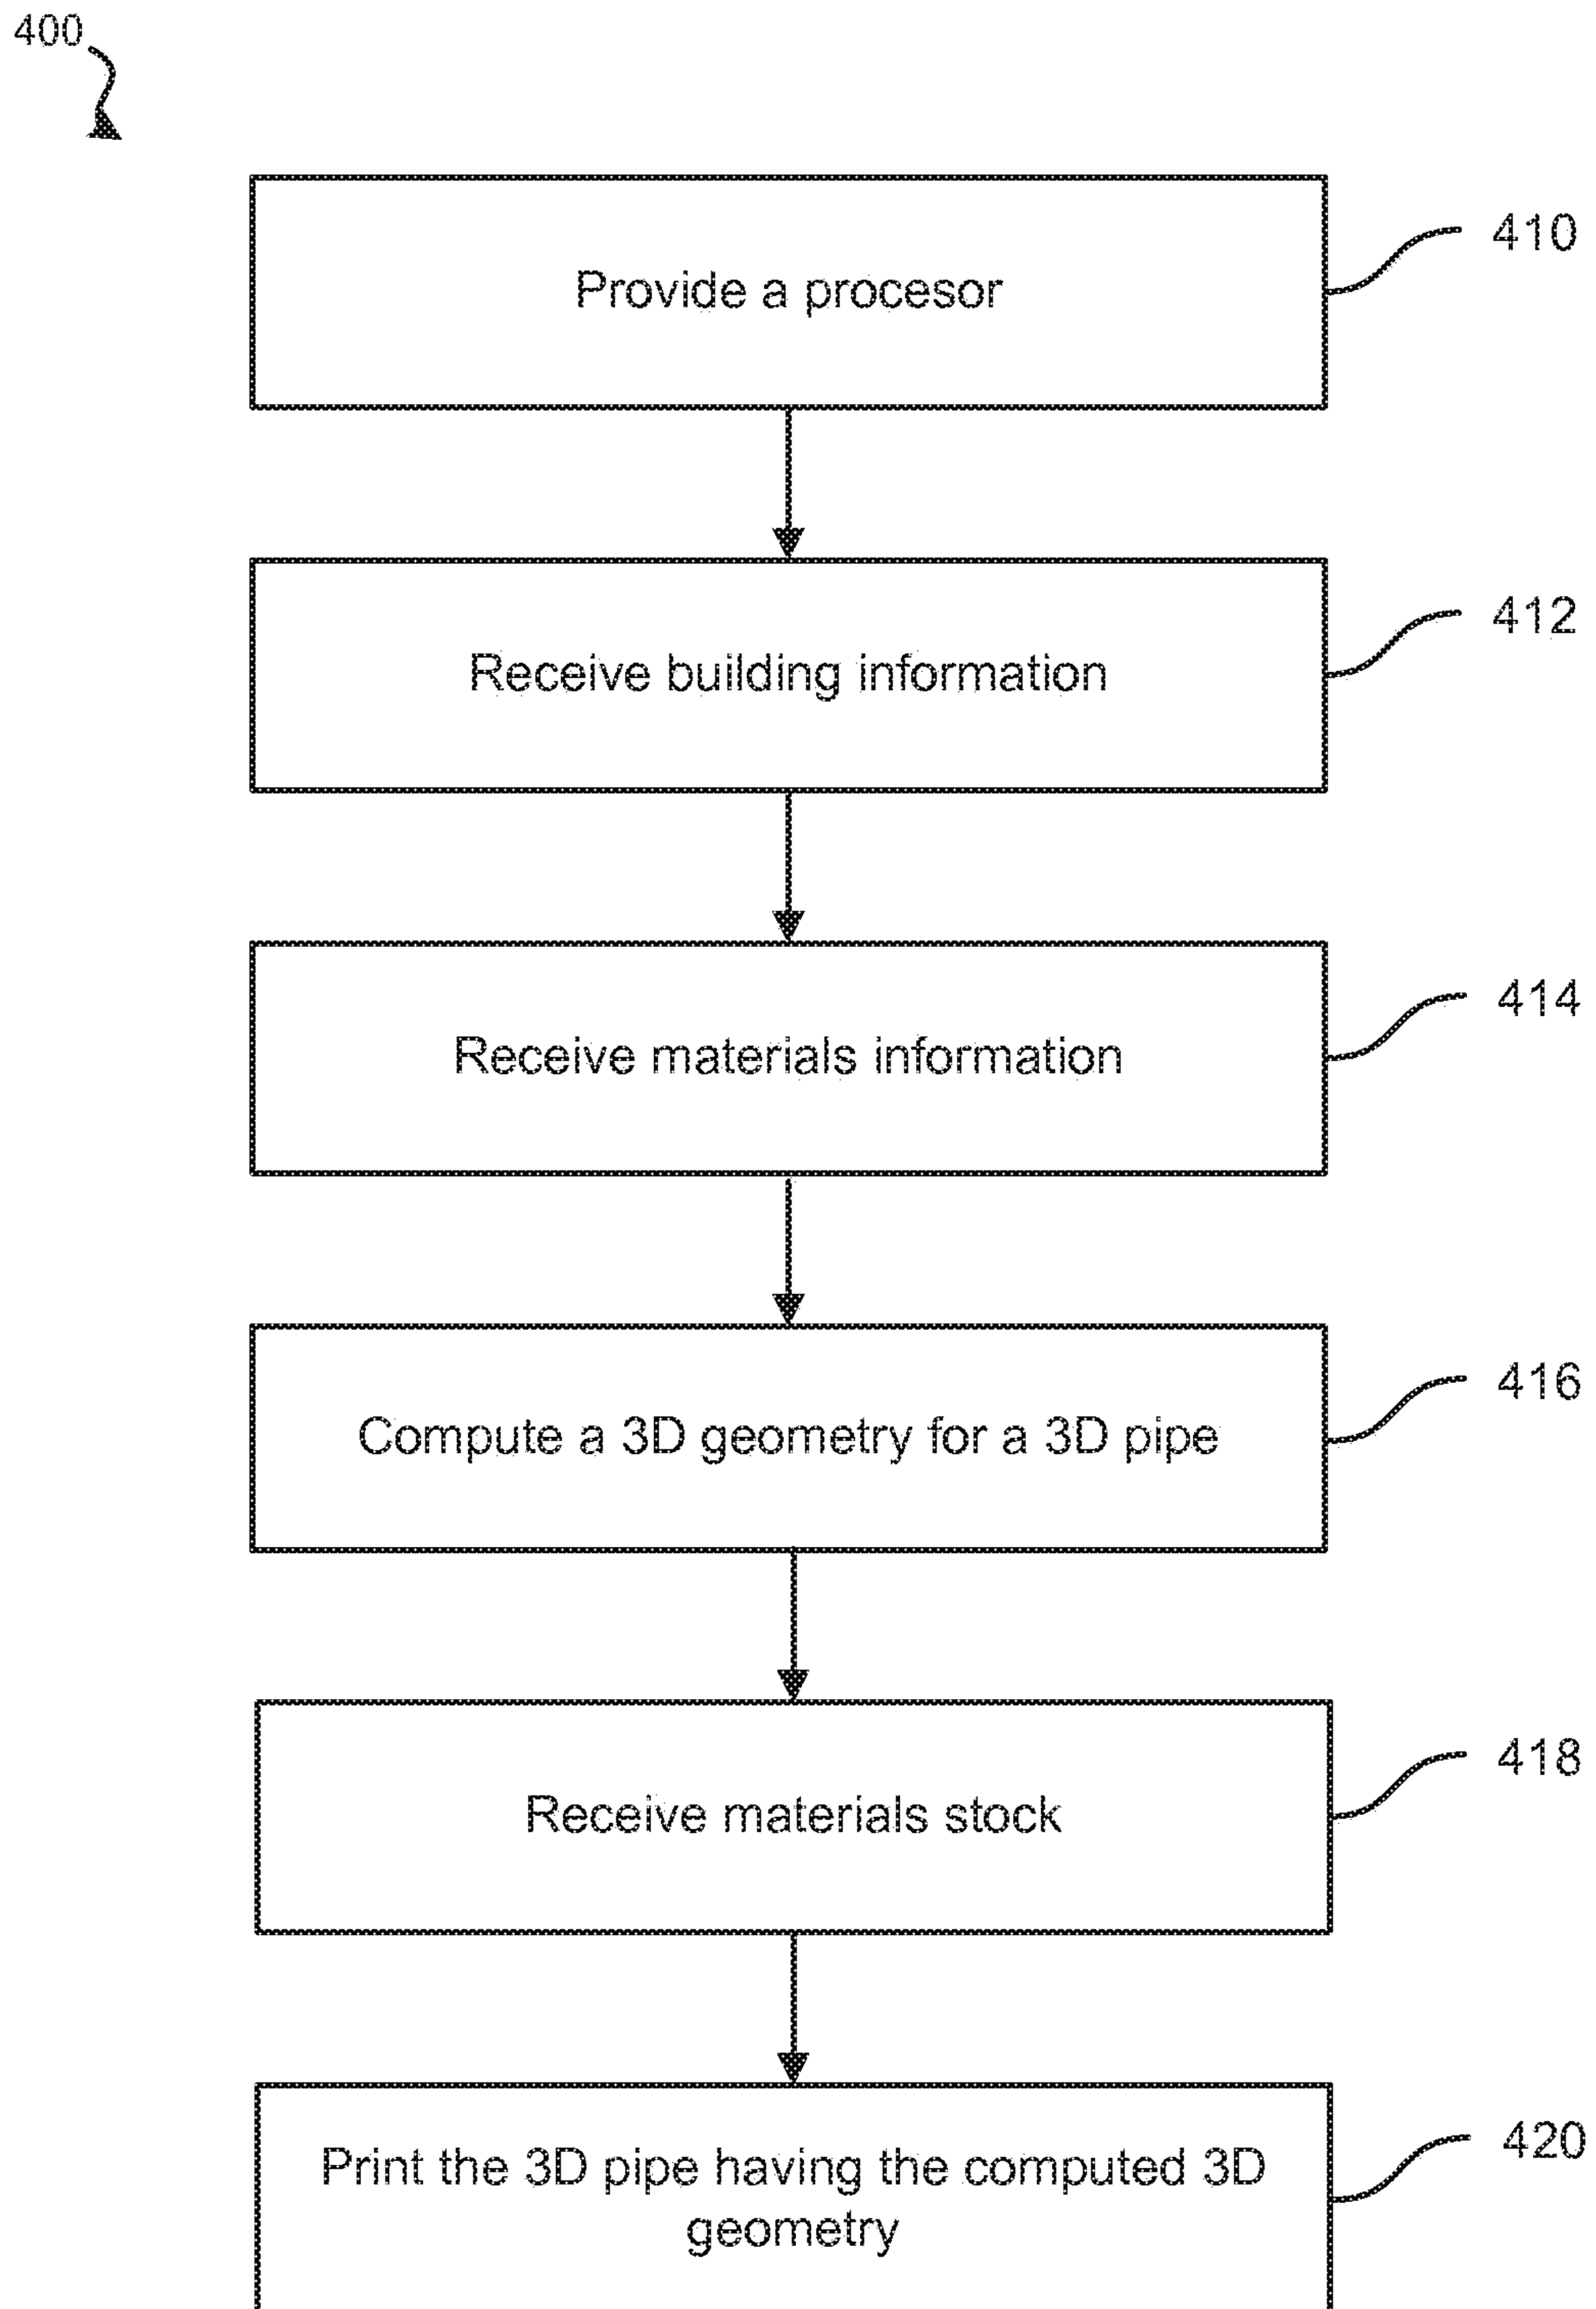 400
Provide a procesor
410
Receive building information
412
Receive materials information
414
Compute a 3D geometry for a 3D pipe
416
Receive materials stock
418
Print the 3D pipe having the computed 3D
geometry
420